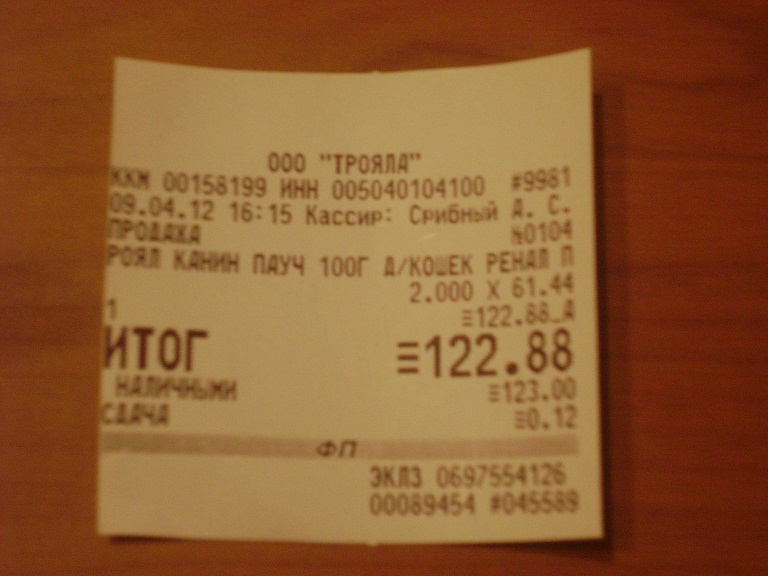 ООО "ТРОЯЛА"
ККМ 00158199 ИНН 005040104100 #9981
09.04.12 16:15 Кассир: Срибный А. С.
ПРОДАЖА №0104
РОЯЛ КАНИН ПАУЧ 100Г Д/КОШЕК РЕНАЛ П
2.000 X 61.44
1 ≡122.88_А
ИТОГ ≡122.88
НАЛИЧНЫМИ ≡123.00
СДАЧА ≡0.12
ФП
ЭКЛЗ 0697554126
00089454 #045589